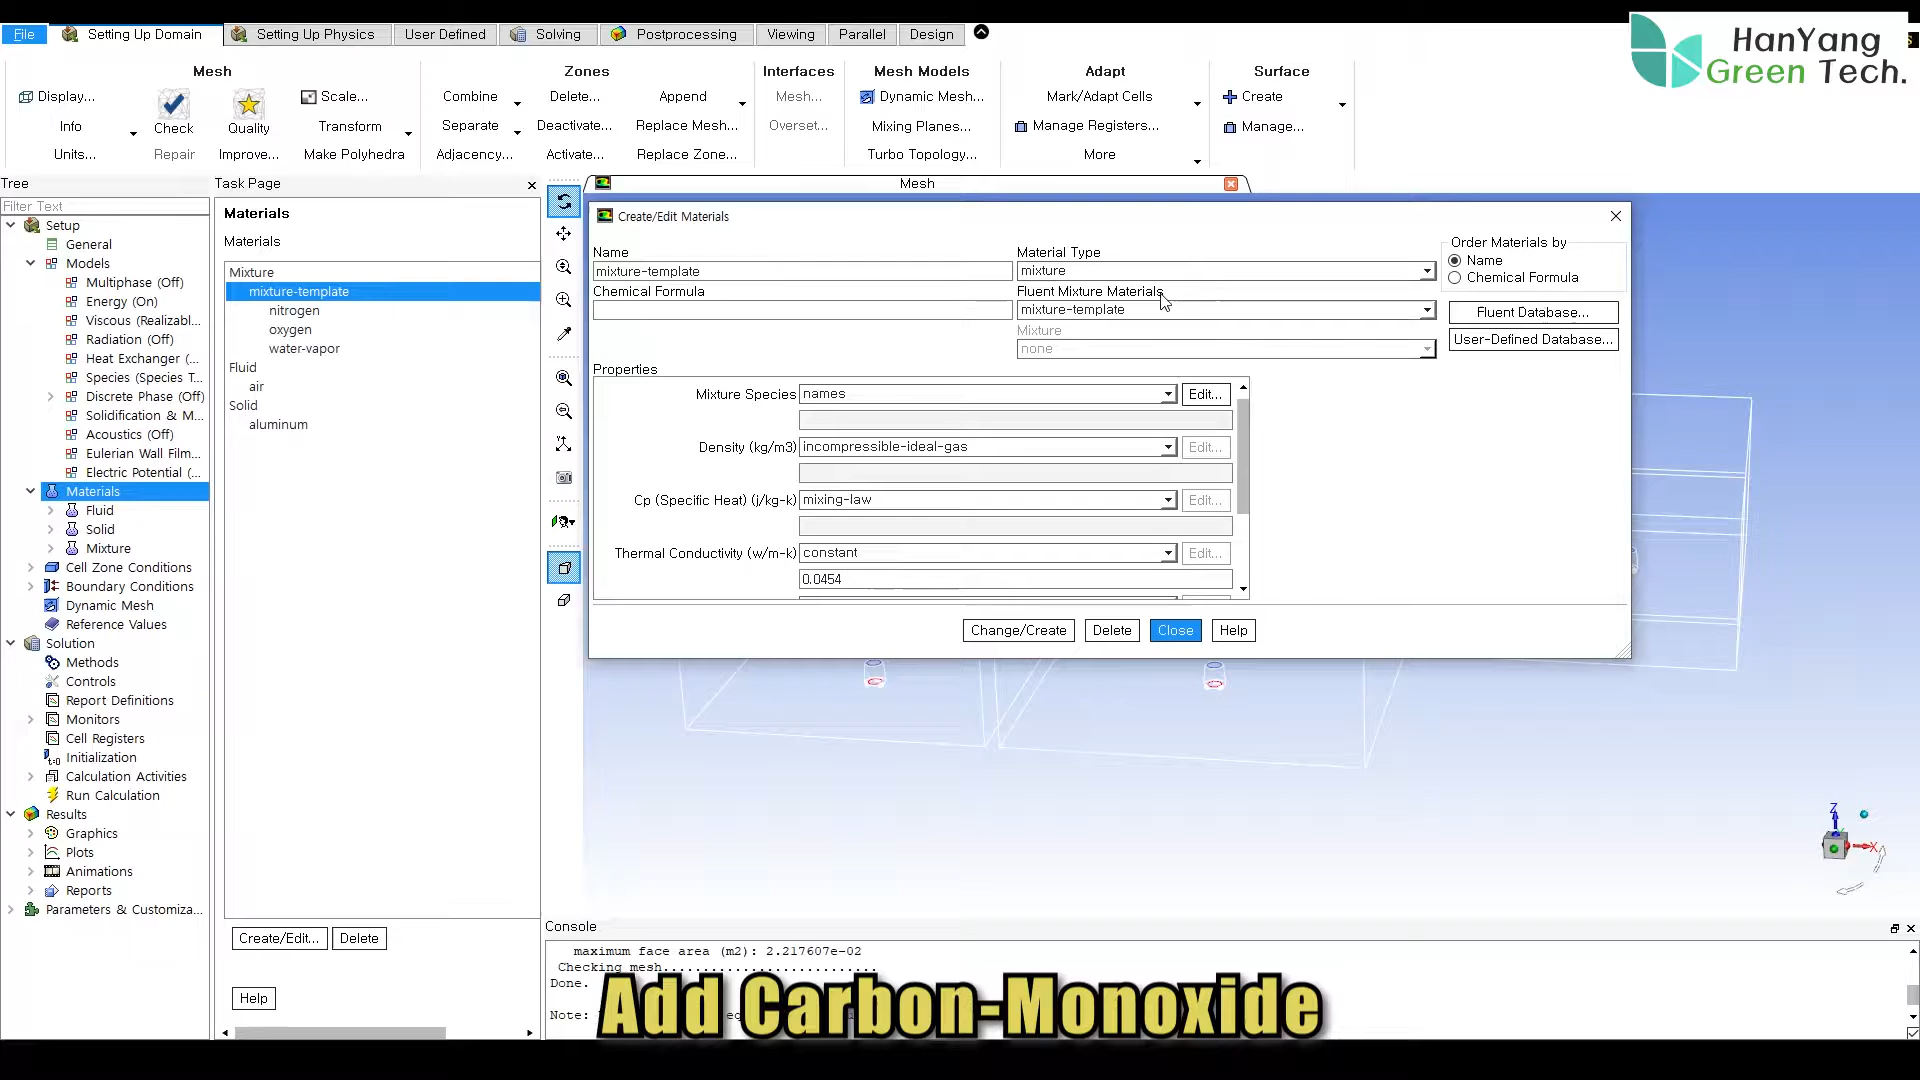 File
Setting Up Domain
Setting Up Physics
User Defined
Solving
Postprocessing
Viewing
Parallel
Design
HanYang
Green Tech.
Mesh
Zones
Interfaces
Mesh Models
Adapt
Surface
Display...
Scale...
Combine
Delete...
Append
Mesh...
Dynamic Mesh...
Mark/Adapt Cells
Create
Info
Check
Quality
Transform
Separate
Deactivate...
Replace Mesh...
Overset...
Mixing Planes...
Manage Registers...
Manage...
Units...
Repair
Improve...
Make Polyhedra
Adjacency...
Activate...
Replace Zone...
Turbo Topology...
More
Tree
Filter Text
Setup
General
Models
Multiphase (Off)
Energy (On)
Viscous (Realizabl...
Radiation (Off)
Heat Exchanger (...
Species (Species T...
Discrete Phase (Off)
Solidification & M...
Acoustics (Off)
Eulerian Wall Film...
Electric Potential (...
Materials
Fluid
Solid
Mixture
Cell Zone Conditions
Boundary Conditions
Dynamic Mesh
Reference Values
Solution
Methods
Controls
Report Definitions
Monitors
Cell Registers
Initialization
Calculation Activities
Run Calculation
Results
Graphics
Plots
Animations
Reports
Parameters & Customiza...
Task Page
Materials
Materials
Mixture
mixture-template
nitrogen
oxygen
water-vapor
Fluid
air
Solid
aluminum
Create/Edit...
Delete
Help
Mesh
Create/Edit Materials
Name
mixture-template
Chemical Formula
Material Type
mixture
Fluent Mixture Materials
mixture-template
Mixture
none
Order Materials by
Name
Chemical Formula
Fluent Database...
User-Defined Database...
Properties
Mixture Species
names
Edit...
Density (kg/m3)
incompressible-ideal-gas
Edit...
Cp (Specific Heat) (j/kg-k)
mixing-law
Edit...
Thermal Conductivity (w/m-k)
constant
Edit...
0.0454
Change/Create
Delete
Close
Help
Z
X
Console
maximum face area (m2): 2.217607e-02
Checking mesh...........................
Done.
Note:
Add Carbon-Monoxide